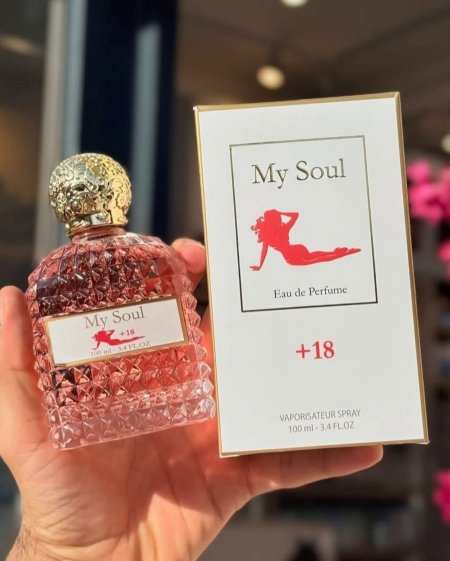 My Soul
+18
100 ml - 3.4 FL.OZ
My Soul
Eau de Perfume
+18
VAPORISATEUR SPRAY
100 ml - 3.4 FL.OZ